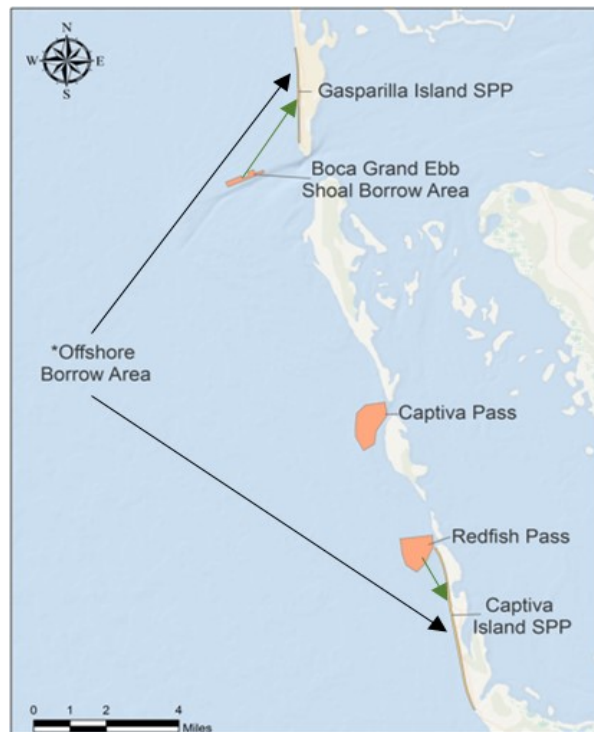 N
W E
S
Gasparilla Island SPP
Boca Grand Ebb
Shoal Borrow Area
*Offshore
Borrow Area
Captiva Pass
Redfish Pass
Captiva
Island SPP
0 1 2 4
Miles